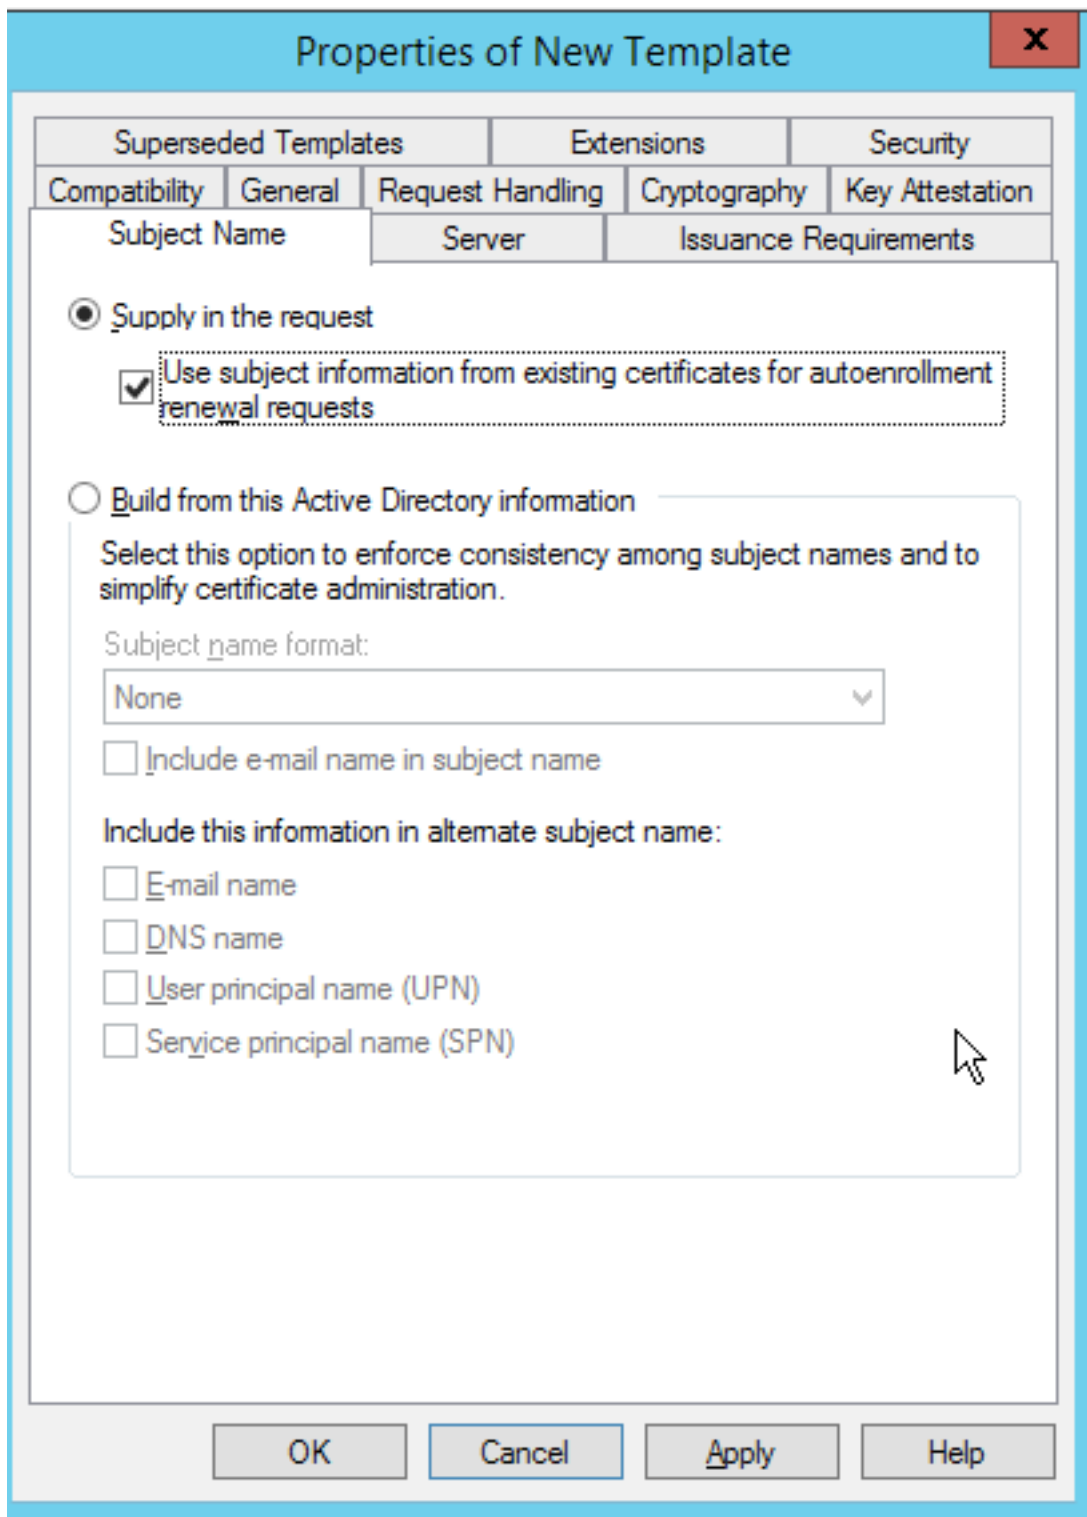 Properties of New Template
x
Superseded Templates
Extensions
Security
Compatibility
General
Request Handling
Cryptography
Key Attestation
Subject Name
Server
Issuance Requirements
Supply in the request
Use subject information from existing certificates for autoenrollment
renewal requests
Build from this Active Directory information
Select this option to enforce consistency among subject names and to
simplify certificate administration.
Subject name format:
None
Include e-mail name in subject name
Include this information in alternate subject name:
E-mail name
DNS name
User principal name (UPN)
Service principal name (SPN)
OK
Cancel
Apply
Help